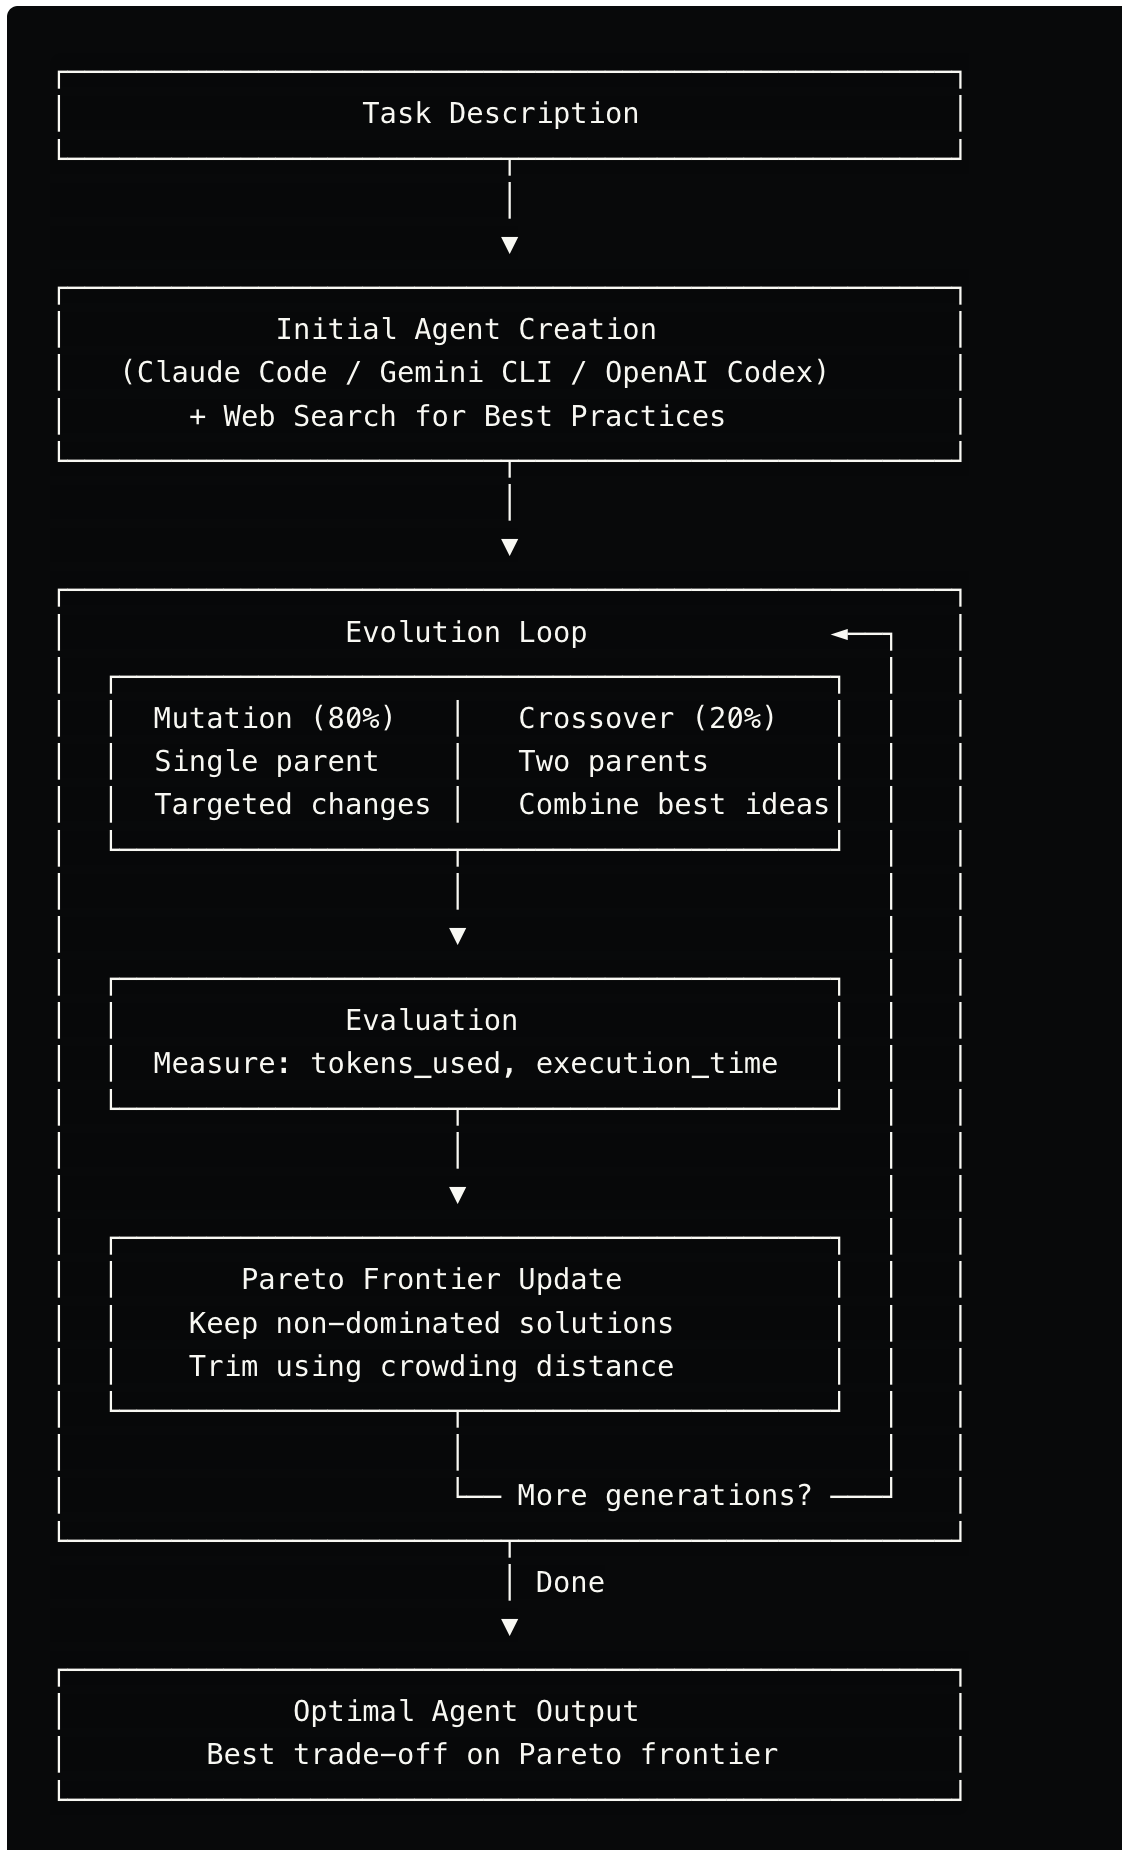 Task Description
Initial Agent Creation
(Claude Code / Gemini CLI / OpenAI Codex)
+ Web Search for Best Practices
Evolution Loop
Mutation (80%) Crossover (20%)
Single parent Two parents
Targeted changes Combine best ideas
Evaluation
Measure: tokens_used, execution_time
Pareto Frontier Update
Keep non-dominated solutions
Trim using crowding distance
More generations?
Done
Optimal Agent Output
Best trade-off on Pareto frontier